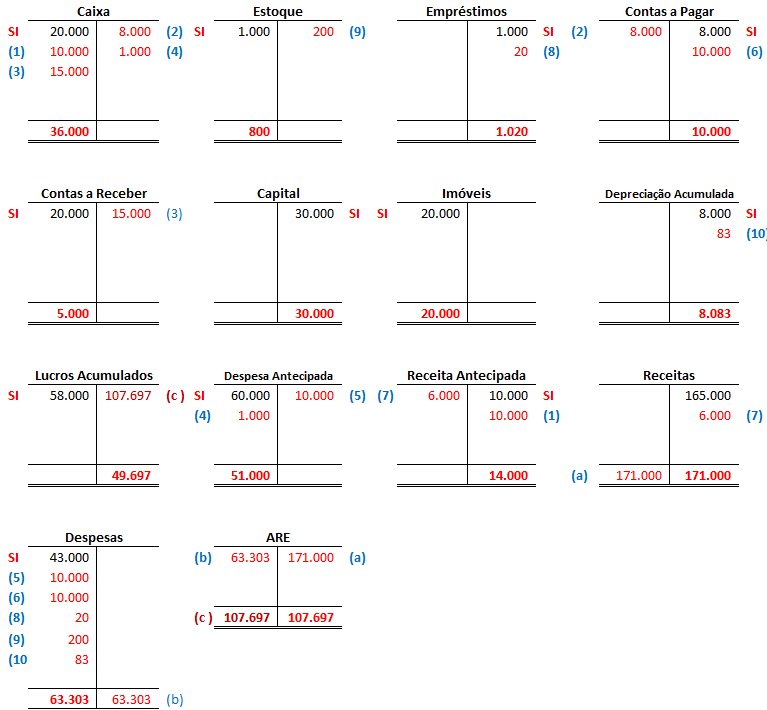 Caixa Estoque Empréstimos Contas a Pagar
SI 20.000 8.000 (2) SI 1.000 200 (9) 1.000 SI (2) 8.000 8.000 SI
(1) 10.000 1.000 (4) 20 (8) 10.000 (6)
(3) 15.000
36.000 800 1.020 10.000
Contas a Receber Capital Imóveis Depreciação Acumulada
SI 20.000 15.000 (3) 30.000 SI SI 20.000 8.000 SI
83 (10)
5.000 30.000 20.000 8.083
Lucros Acumulados Despesa Antecipada Receita Antecipada Receitas
SI 58.000 107.697 (c ) SI 60.000 10.000 (5) (7) 6.000 10.000 SI 165.000
(4) 1.000 10.000 (1) 6.000 (7)
49.697 51.000 14.000 (a) 171.000 171.000
Despesas ARE
SI 43.000 (b) 63.303 171.000 (a)
(5) 10.000
(6) 10.000
(8) 20 (c ) 107.697 107.697
(9) 200
(10 83
63.303 63.303 (b)